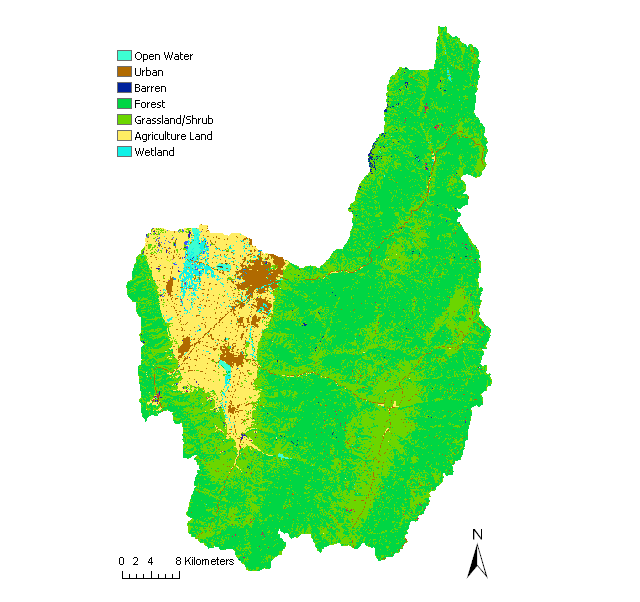 Open Water
Urban
Barren
Forest
Grassland/Shrub
Agriculture Land
Wetland
N
0 2 4 8 Kilometers